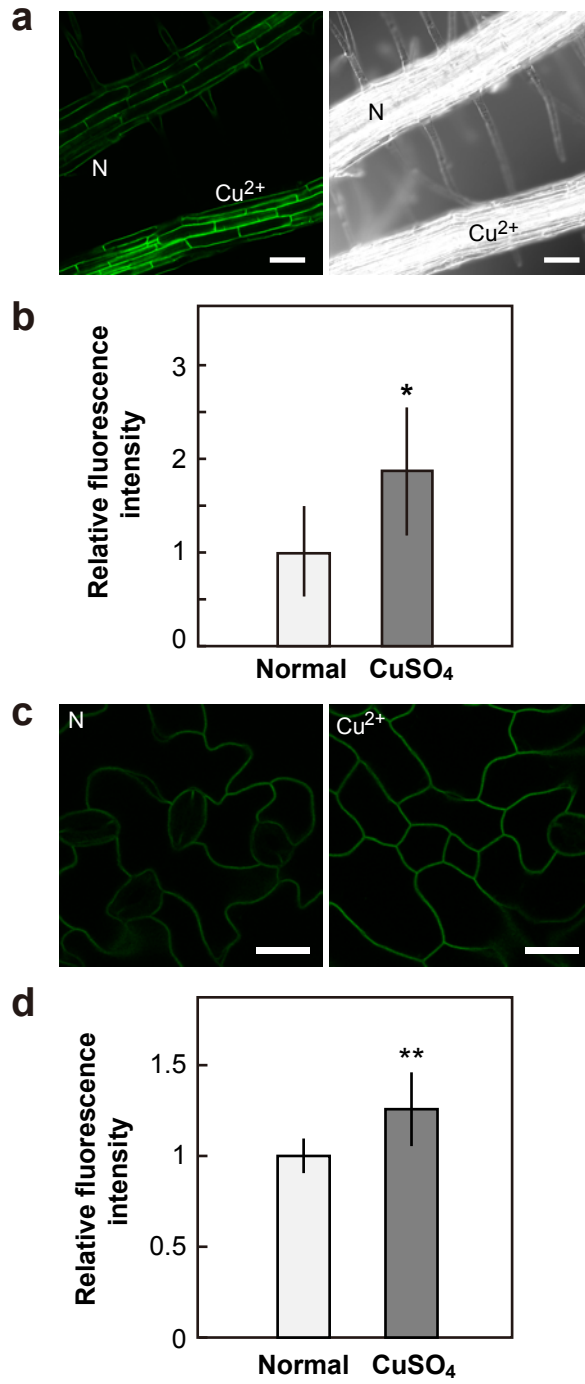 a
N
Cu²⁺
N
Cu²⁺
b
Relative fluorescence
intensity
3
2
1
0
*
Normal
CuSO₄
c
N
Cu²⁺
d
Relative fluorescence
intensity
1.5
1
0.5
0
**
Normal
CuSO₄